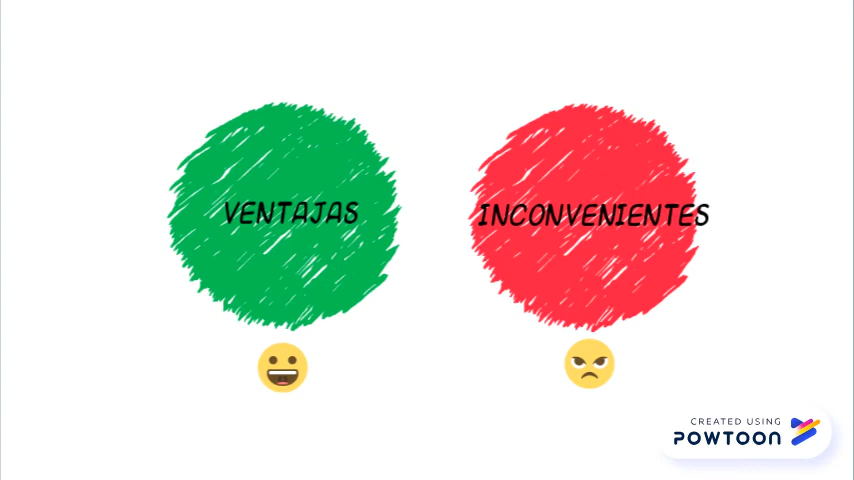 VENTAJAS
INCONVENIENTES
CREATED USING
POWTOON